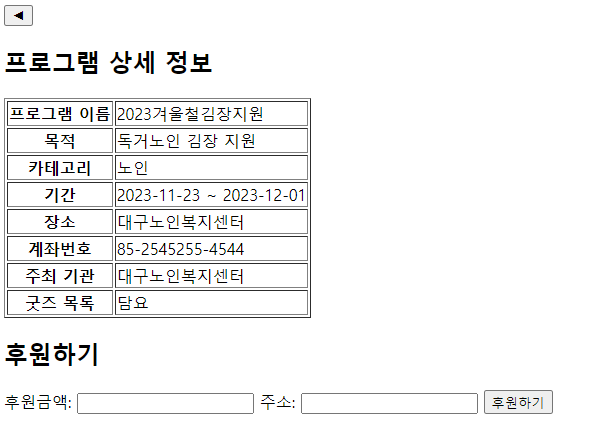 ◀
프로그램 상세 정보
프로그램 이름 2023겨울철김장지원
목적 독거노인 김장 지원
카테고리 노인
기간 2023-11-23 ~ 2023-12-01
장소 대구노인복지센터
계좌번호 85-2545255-4544
주최 기관 대구노인복지센터
굿즈 목록 담요
후원하기
후원금액: 주소: 후원하기